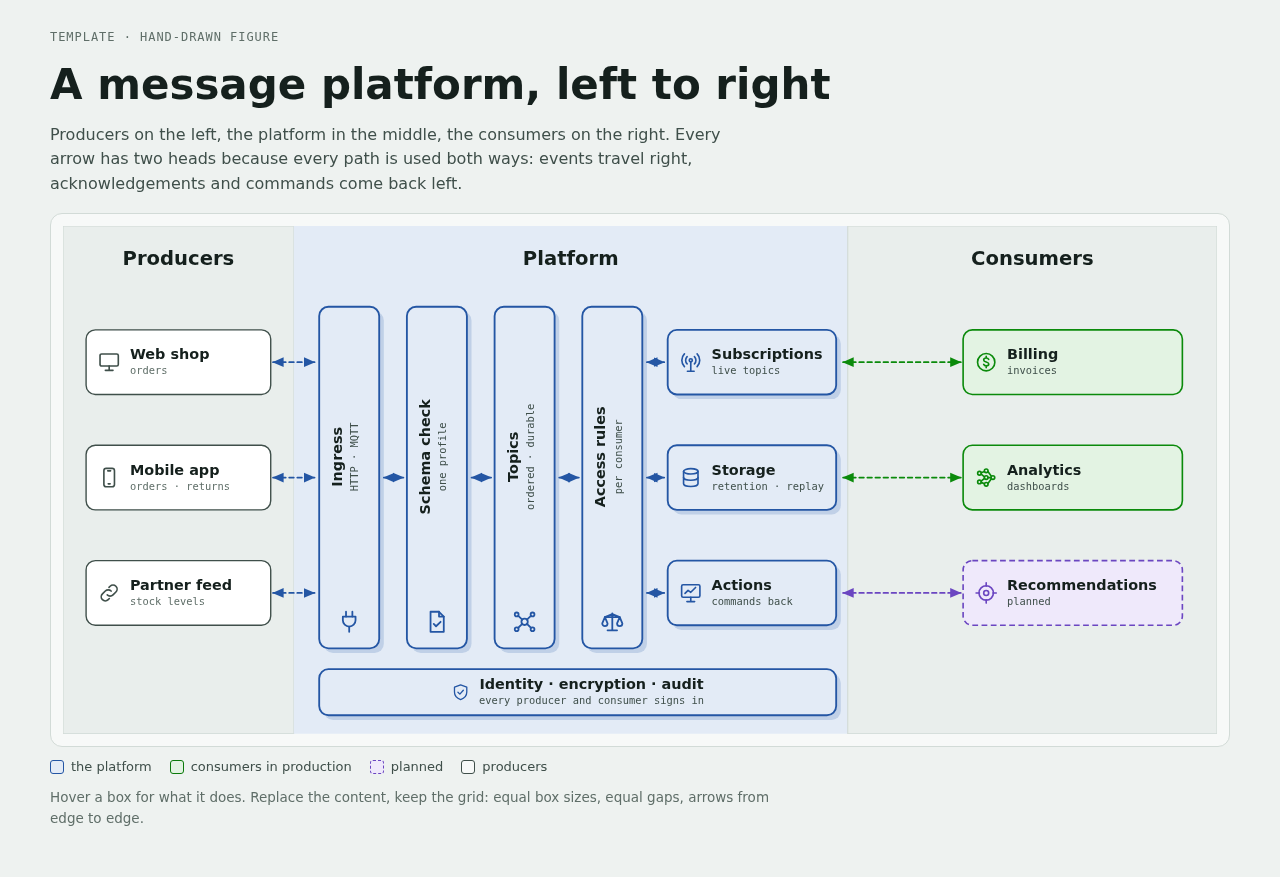 TEMPLATE · HAND-DRAWN FIGURE
A message platform, left to right
Producers on the left, the platform in the middle, the consumers on the right. Every
arrow has two heads because every path is used both ways: events travel right,
acknowledgements and commands come back left.
Producers
Platform
Consumers
Web shop
orders
Mobile app
orders · returns
Partner feed
stock levels
Ingress
HTTP · MQTT
Schema check
one profile
Topics
ordered · durable
Access rules
per consumer
Subscriptions
live topics
Storage
retention · replay
Actions
commands back
Billing
invoices
Analytics
dashboards
Recommendations
planned
Identity · encryption · audit
every producer and consumer signs in
the platform
consumers in production
planned
producers
Hover a box for what it does. Replace the content, keep the grid: equal box sizes, equal gaps, arrows from
edge to edge.